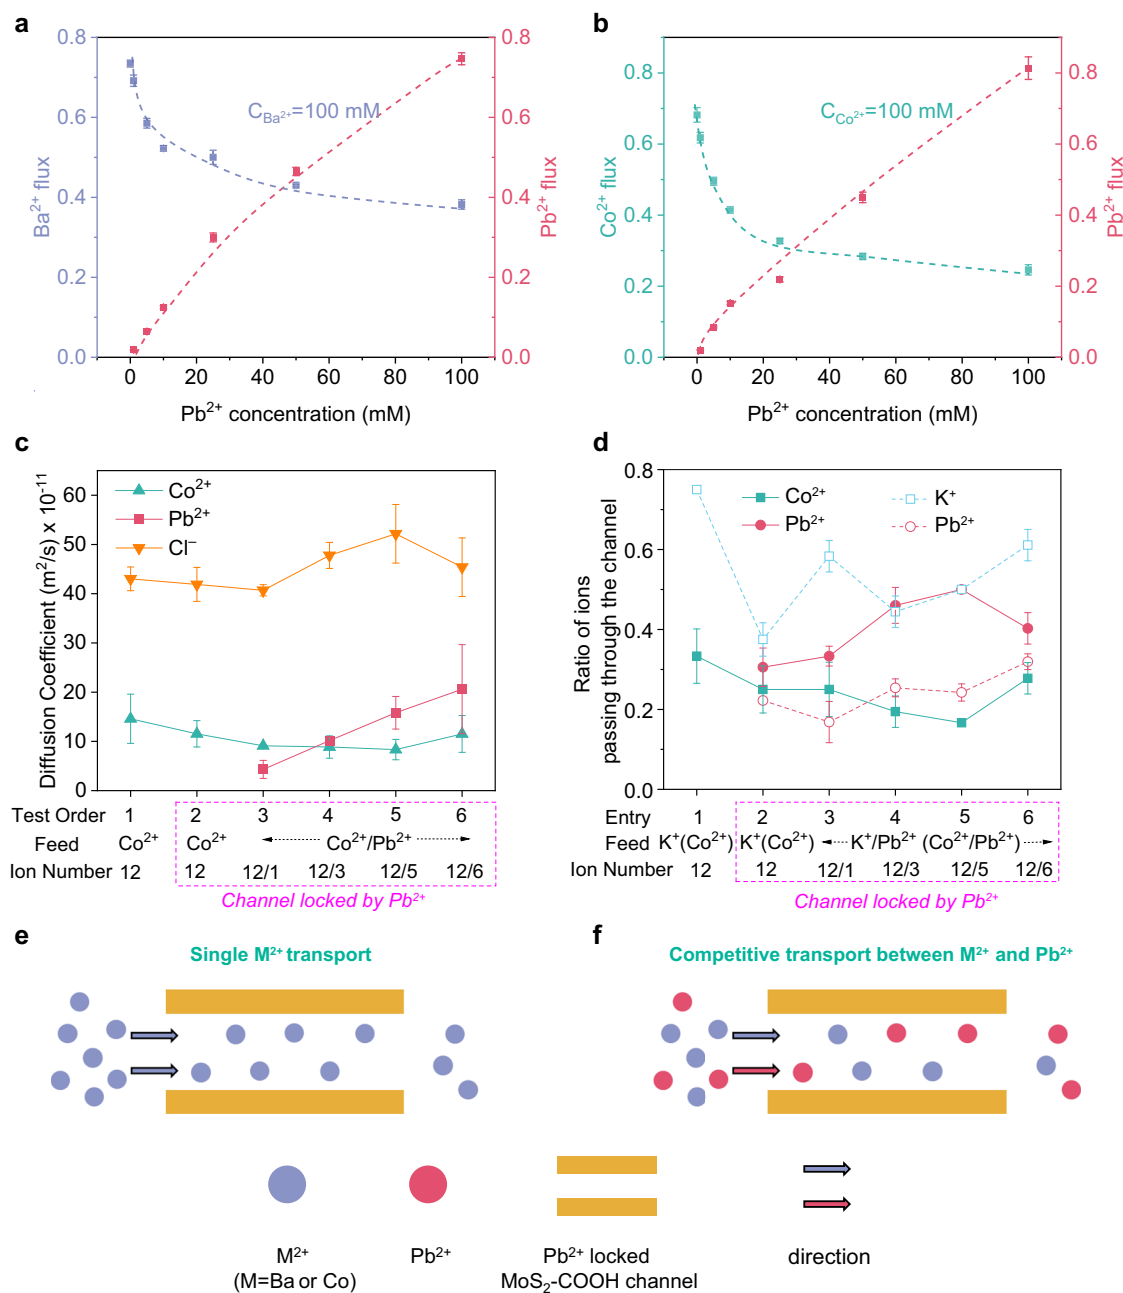 a
b
0.8
0.6
0.4
0.2
0.0
Ba²⁺ flux
C_Ba²⁺=100 mM
0.8
0.7
0.6
0.5
0.4
0.3
0.2
0.1
0.0
Pb²⁺ flux
0 20 40 60 80 100
Pb²⁺ concentration (mM)
0.8
0.6
0.4
0.2
0.0
Co²⁺ flux
C_Co²⁺=100 mM
0.8
0.6
0.4
0.2
0.0
Pb²⁺ flux
0 20 40 60 80 100
Pb²⁺ concentration (mM)
c
Diffusion Coefficient (m²/s) x 10⁻¹¹
60
50
40
30
20
10
0
Co²⁺
Pb²⁺
Cl⁻
Test Order 1 2 3 4 5 6
Feed Co²⁺ Co²⁺ Co²⁺/Pb²⁺
Ion Number 12 12 12/1 12/3 12/5 12/6
Channel locked by Pb²⁺
d
Ratio of ions
passing through the channel
0.8
0.6
0.4
0.2
0.0
Co²⁺ K⁺
Pb²⁺ Pb²⁺
Entry 1 2 3 4 5 6
Feed K⁺(Co²⁺) K⁺(Co²⁺) K⁺/Pb²⁺ (Co²⁺/Pb²⁺)
Ion Number 12 12 12/1 12/3 12/5 12/6
Channel locked by Pb²⁺
e
Single M²⁺ transport
f
Competitive transport between M²⁺ and Pb²⁺
M²⁺
(M=Ba or Co)
Pb²⁺
Pb²⁺ locked
MoS₂-COOH channel
direction